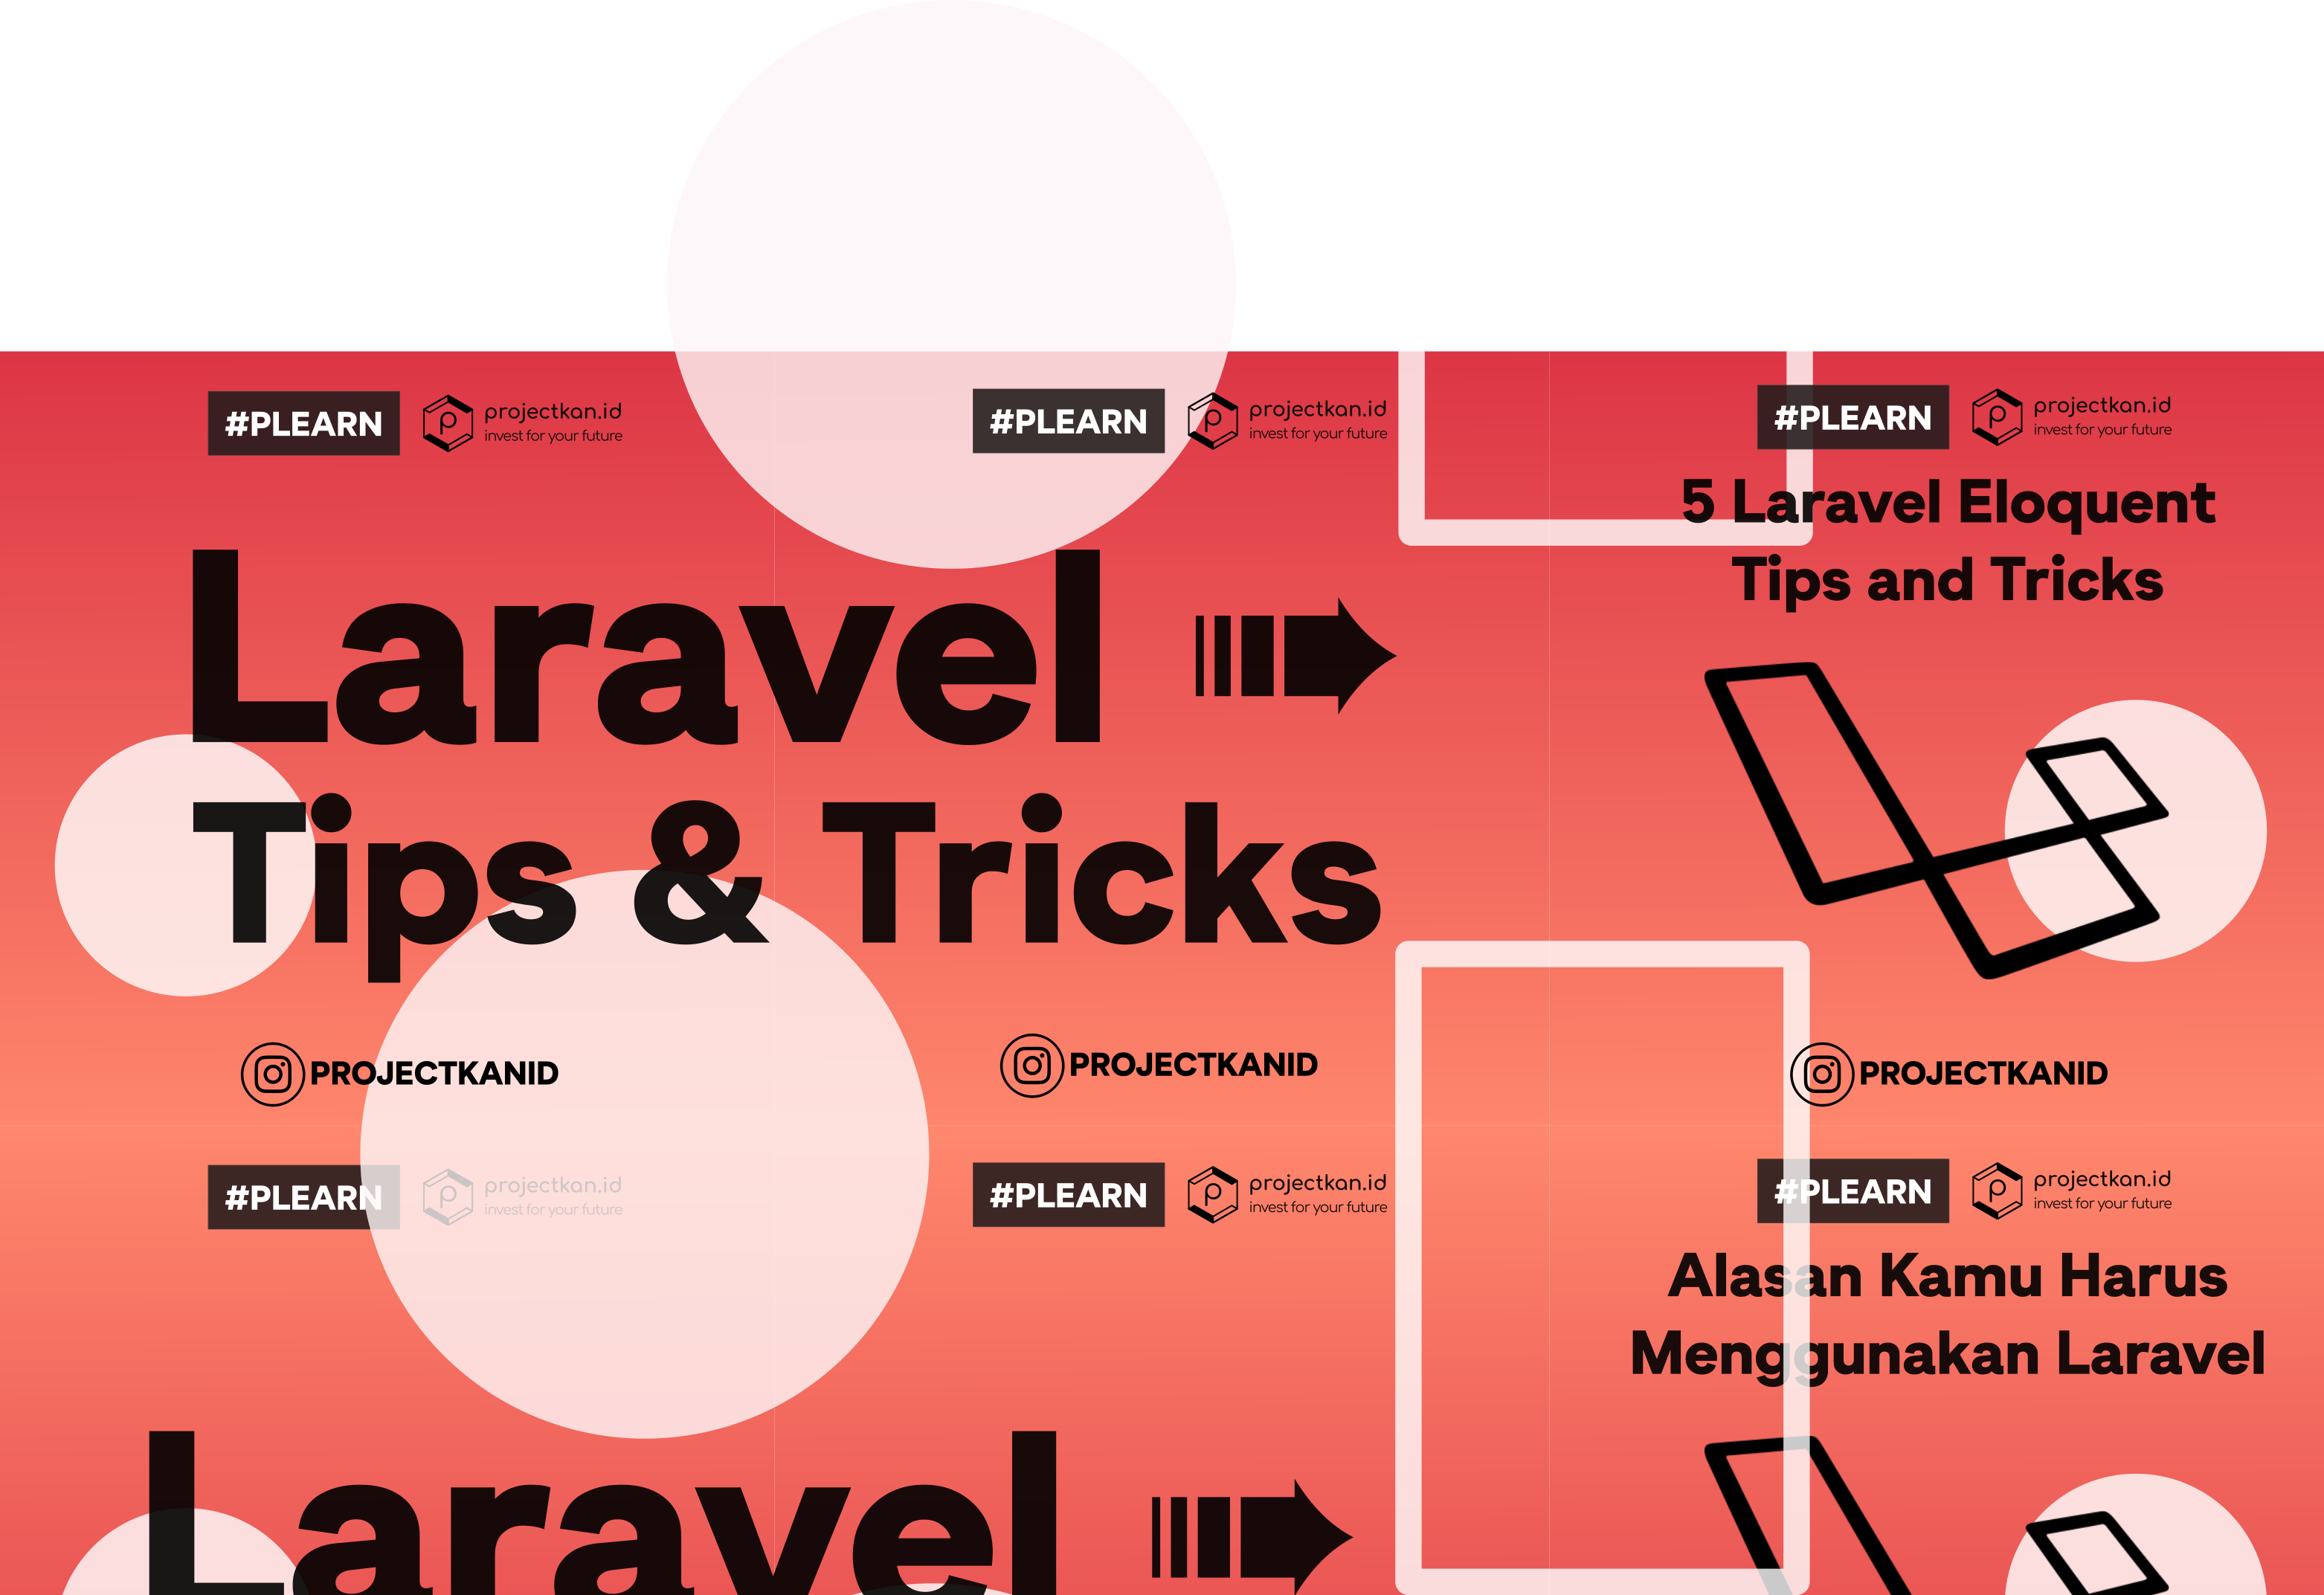 #PLEARN
projectkan.id
invest for your future
#PLEARN
projectkan.id
invest for your future
#PLEARN
projectkan.id
invest for your future
5 Laravel Eloquent
Tips and Tricks
Laravel
Tips & Tricks
PROJECTKANID
PROJECTKANID
PROJECTKANID
#PLEARN
projectkan.id
invest for your future
#PLEARN
projectkan.id
invest for your future
#PLEARN
projectkan.id
invest for your future
Alasan Kamu Harus
Menggunakan Laravel
Laravel